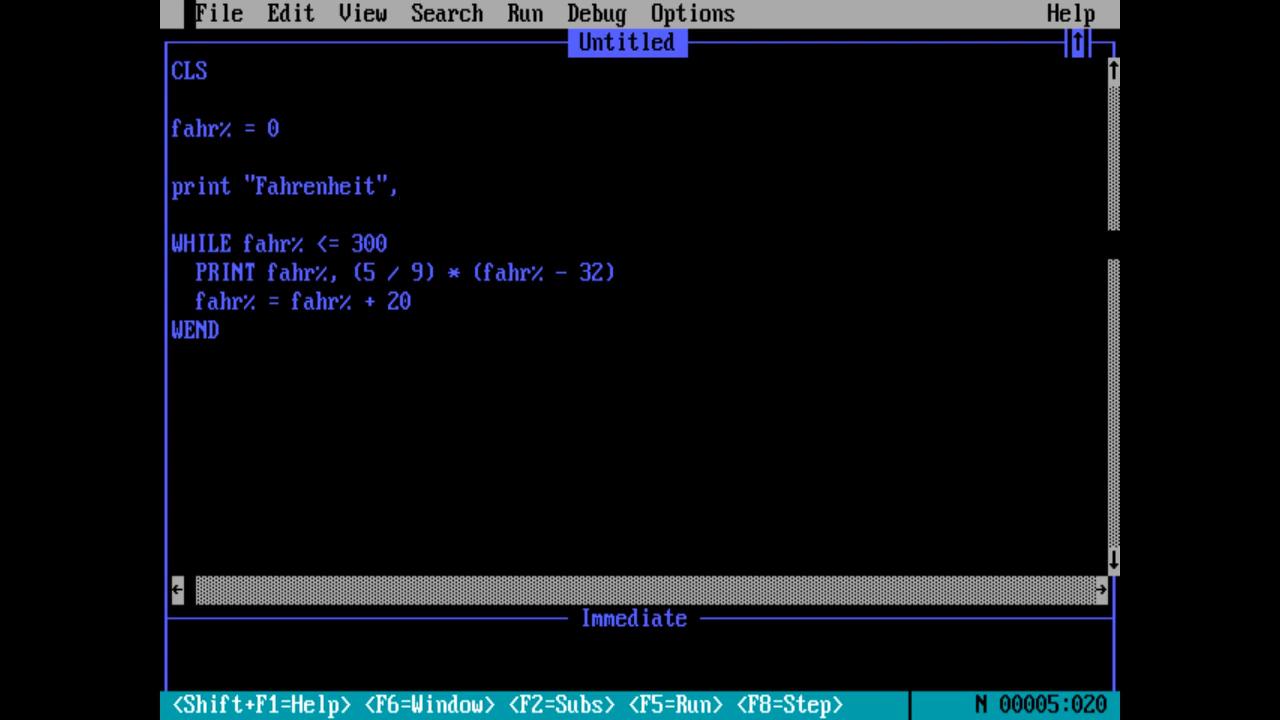 File Edit View Search Run Debug Options Help
Untitled
CLS
fahr% = 0
print "Fahrenheit",
WHILE fahr% <= 300
  PRINT fahr%, (5 / 9) * (fahr% - 32)
  fahr% = fahr% + 20
WEND
Immediate
<Shift+F1=Help> <F6=Window> <F2=Subs> <F5=Run> <F8=Step> N 00005:020